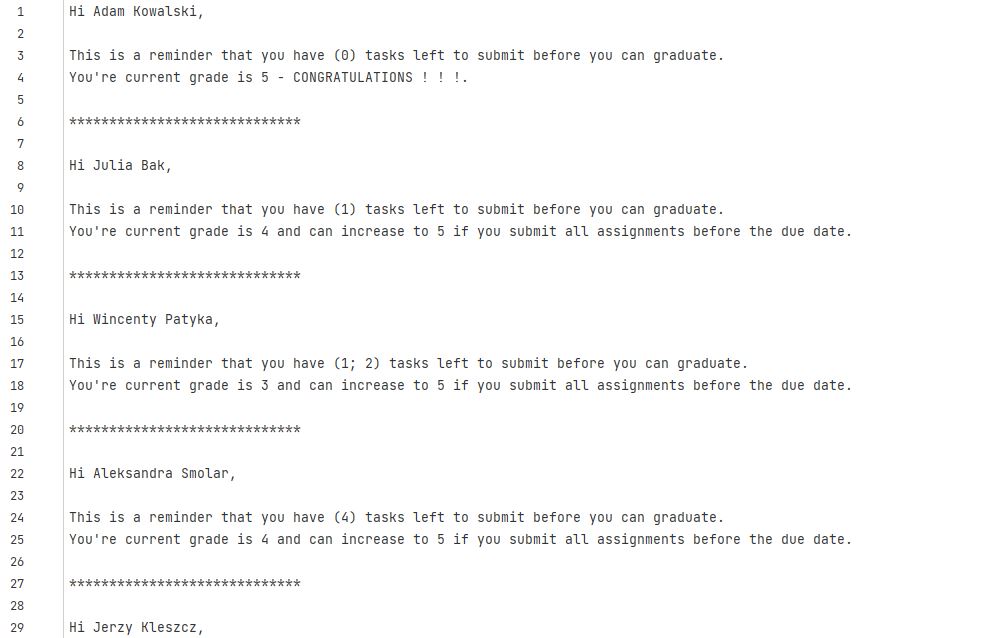 1 Hi Adam Kowalski,
2
3 This is a reminder that you have (0) tasks left to submit before you can graduate.
4 You're current grade is 5 - CONGRATULATIONS ! ! !.
5
6 *****************************
7
8 Hi Julia Bak,
9
10 This is a reminder that you have (1) tasks left to submit before you can graduate.
11 You're current grade is 4 and can increase to 5 if you submit all assignments before the due date.
12
13 *****************************
14
15 Hi Wincenty Patyka,
16
17 This is a reminder that you have (1; 2) tasks left to submit before you can graduate.
18 You're current grade is 3 and can increase to 5 if you submit all assignments before the due date.
19
20 *****************************
21
22 Hi Aleksandra Smolar,
23
24 This is a reminder that you have (4) tasks left to submit before you can graduate.
25 You're current grade is 4 and can increase to 5 if you submit all assignments before the due date.
26
27 *****************************
28
29 Hi Jerzy Kleszcz,